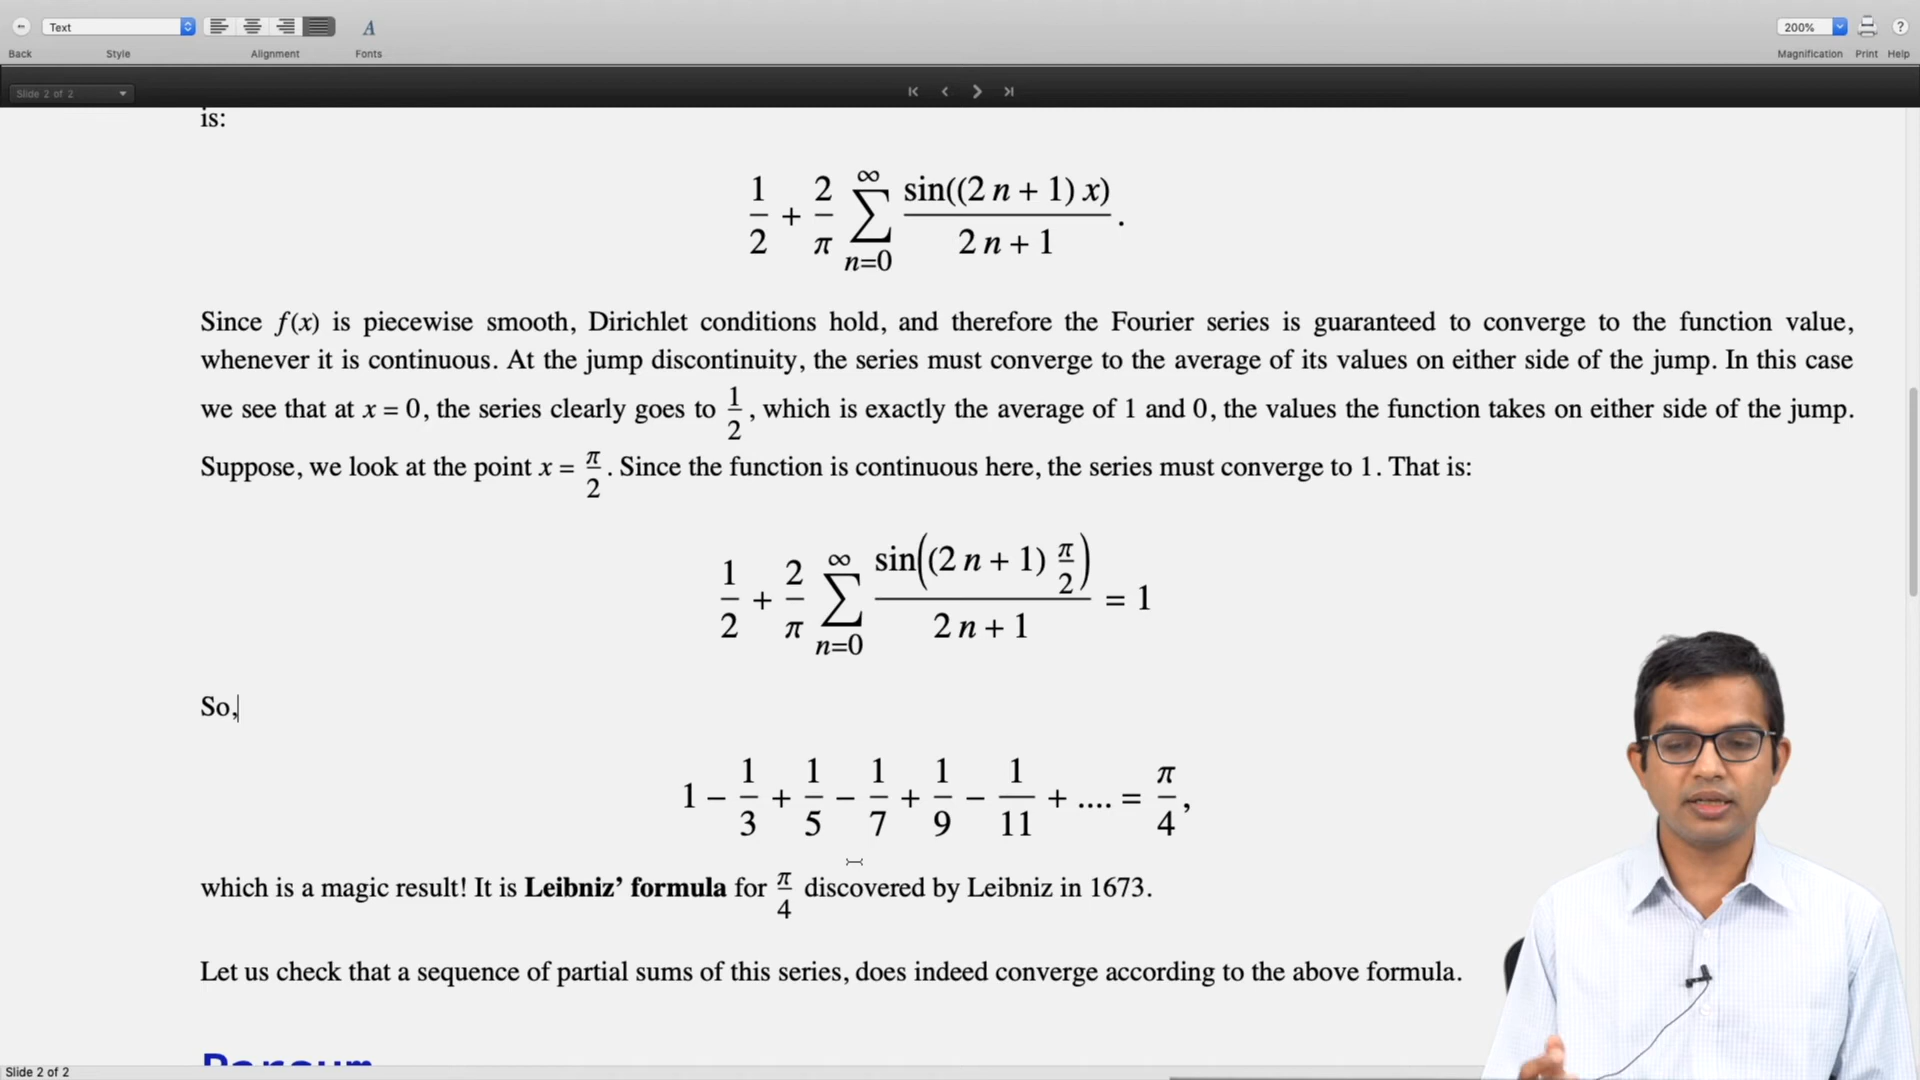 Text
Back
Style
Alignment
A
Fonts
200%
Magnification
Print
Help
?
Slide 2 of 2
is:
1/2 + 2/π ∑_{n=0}^{∞} sin((2 n + 1) x)/(2 n + 1).
Since f(x) is piecewise smooth, Dirichlet conditions hold, and therefore the Fourier series is guaranteed to converge to the function value,
whenever it is continuous. At the jump discontinuity, the series must converge to the average of its values on either side of the jump. In this case
we see that at x = 0, the series clearly goes to 1/2, which is exactly the average of 1 and 0, the values the function takes on either side of the jump.
Suppose, we look at the point x = π/2. Since the function is continuous here, the series must converge to 1. That is:
1/2 + 2/π ∑_{n=0}^{∞} sin((2 n + 1) π/2)/(2 n + 1) = 1
So,
1 − 1/3 + 1/5 − 1/7 + 1/9 − 1/11 + .... = π/4,
which is a magic result! It is Leibniz’ formula for π/4 discovered by Leibniz in 1673.
Let us check that a sequence of partial sums of this series, does indeed converge according to the above formula.
Slide 2 of 2